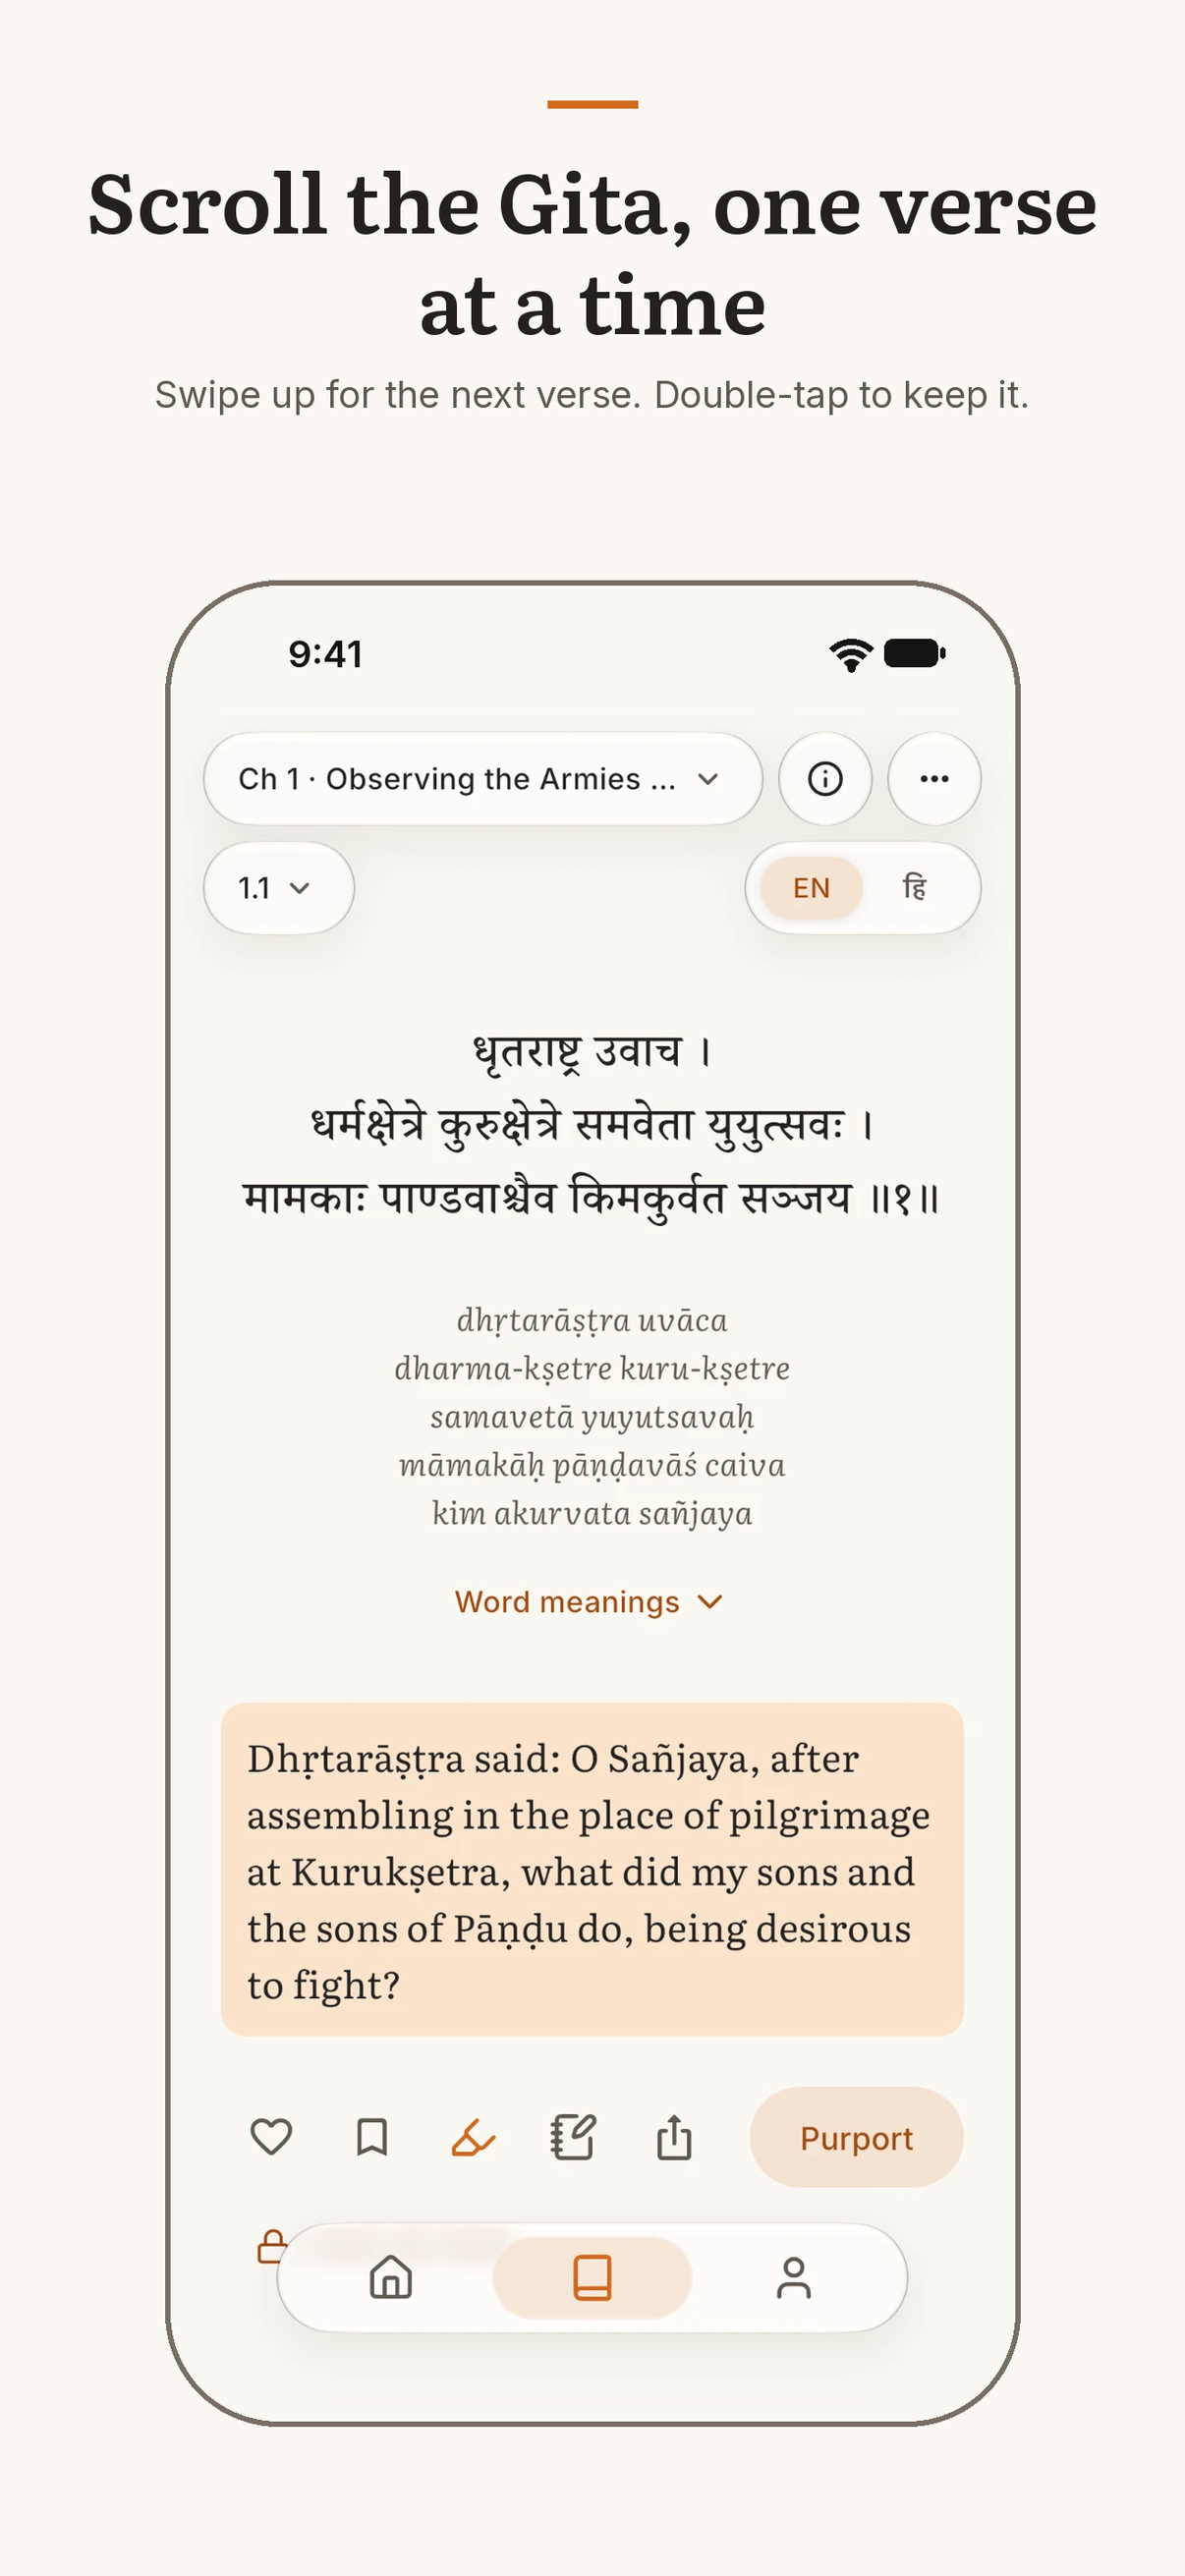 Scroll the Gita, one verse
at a time
Swipe up for the next verse. Double-tap to keep it.
9:41
Ch 1 · Observing the Armies ...
1.1
EN हि
धृतराष्ट्र उवाच ।
धर्मक्षेत्रे कुरुक्षेत्रे समवेता युयुत्सवः ।
मामकाः पाण्डवाश्चैव किमकुर्वत सञ्जय ॥१॥
dhṛtarāṣṭra uvāca
dharma-kṣetre kuru-kṣetre
samavetā yuyutsavaḥ
māmakāḥ pāṇḍavāś caiva
kim akurvata sañjaya
Word meanings
Dhṛtarāṣṭra said: O Sañjaya, after
assembling in the place of pilgrimage
at Kurukṣetra, what did my sons and
the sons of Pāṇḍu do, being desirous
to fight?
Purport